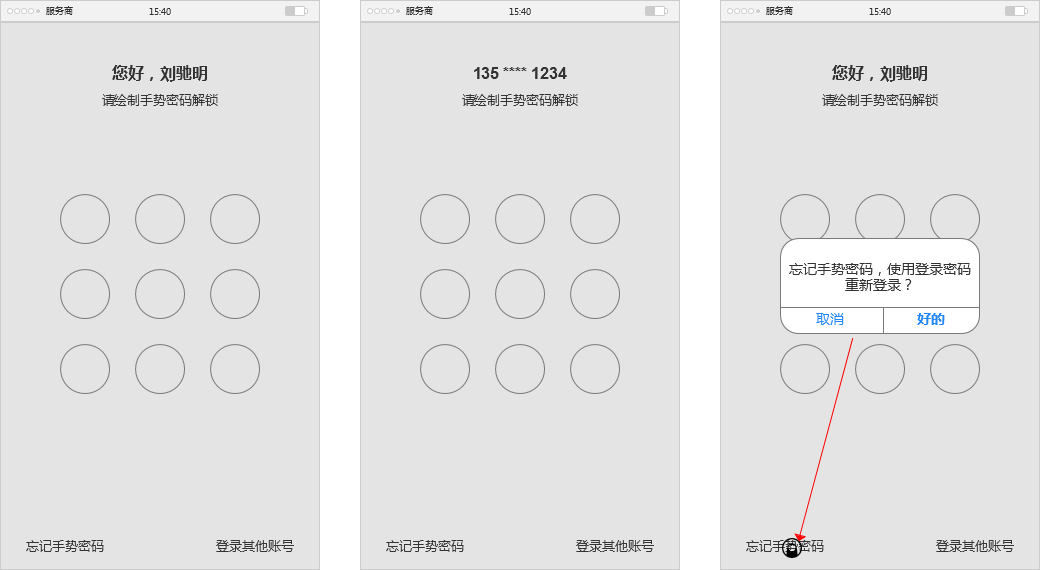 服务商 15:40
您好，刘驰明
请绘制手势密码解锁
忘记手势密码 登录其他账号
服务商 15:40
135 **** 1234
请绘制手势密码解锁
忘记手势密码 登录其他账号
服务商 15:40
您好，刘驰明
请绘制手势密码解锁
忘记手势密码，使用登录密码
重新登录？
取消 好的
忘记手势密码 登录其他账号